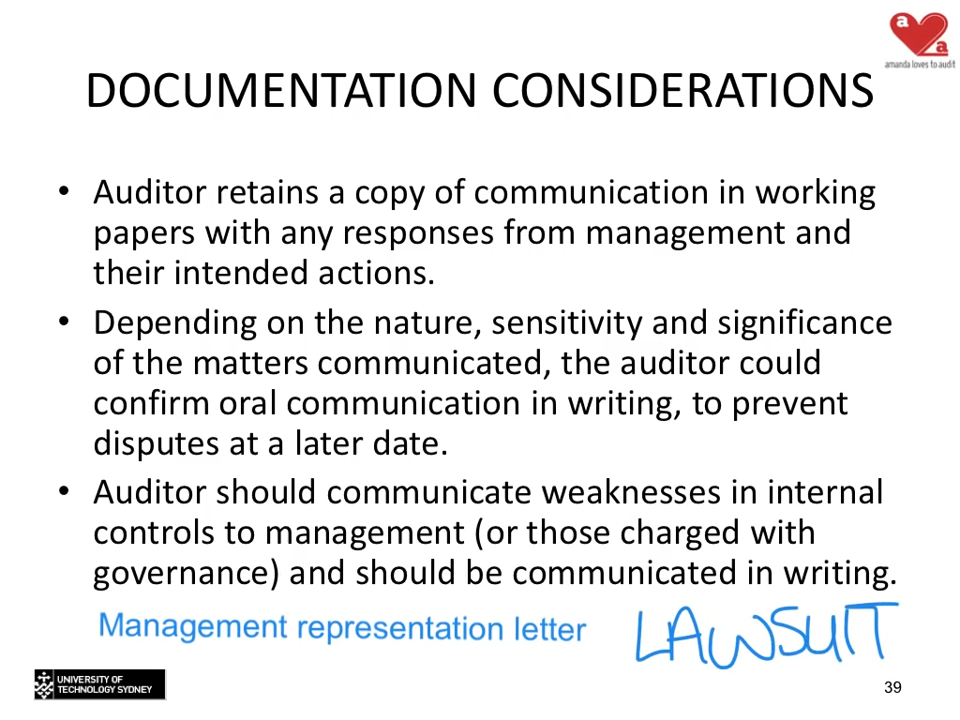 a
a
amanda loves to audit
DOCUMENTATION CONSIDERATIONS
• Auditor retains a copy of communication in working
papers with any responses from management and
their intended actions.
• Depending on the nature, sensitivity and significance
of the matters communicated, the auditor could
confirm oral communication in writing, to prevent
disputes at a later date.
• Auditor should communicate weaknesses in internal
controls to management (or those charged with
governance) and should be communicated in writing.
Management representation letter
LAWSUIT
UNIVERSITY OF
TECHNOLOGY SYDNEY
39